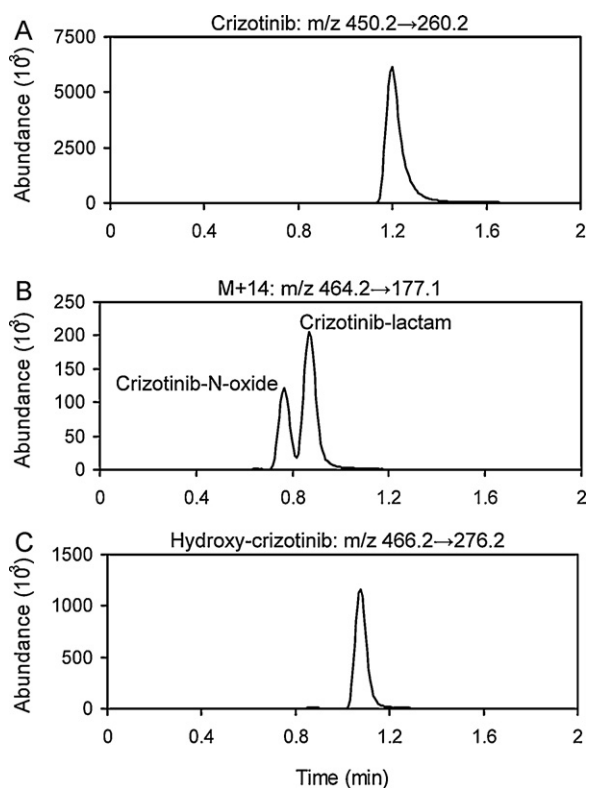 A
Crizotinib: m/z 450.2→260.2
Abundance (10³)
7500
5000
2500
0
0 0.4 0.8 1.2 1.6 2
B
M+14: m/z 464.2→177.1
Abundance (10³)
250
200
150
100
50
0
Crizotinib-lactam
Crizotinib-N-oxide
0 0.4 0.8 1.2 1.6 2
C
Hydroxy-crizotinib: m/z 466.2→276.2
Abundance (10³)
1500
1000
500
0
0 0.4 0.8 1.2 1.6 2
Time (min)